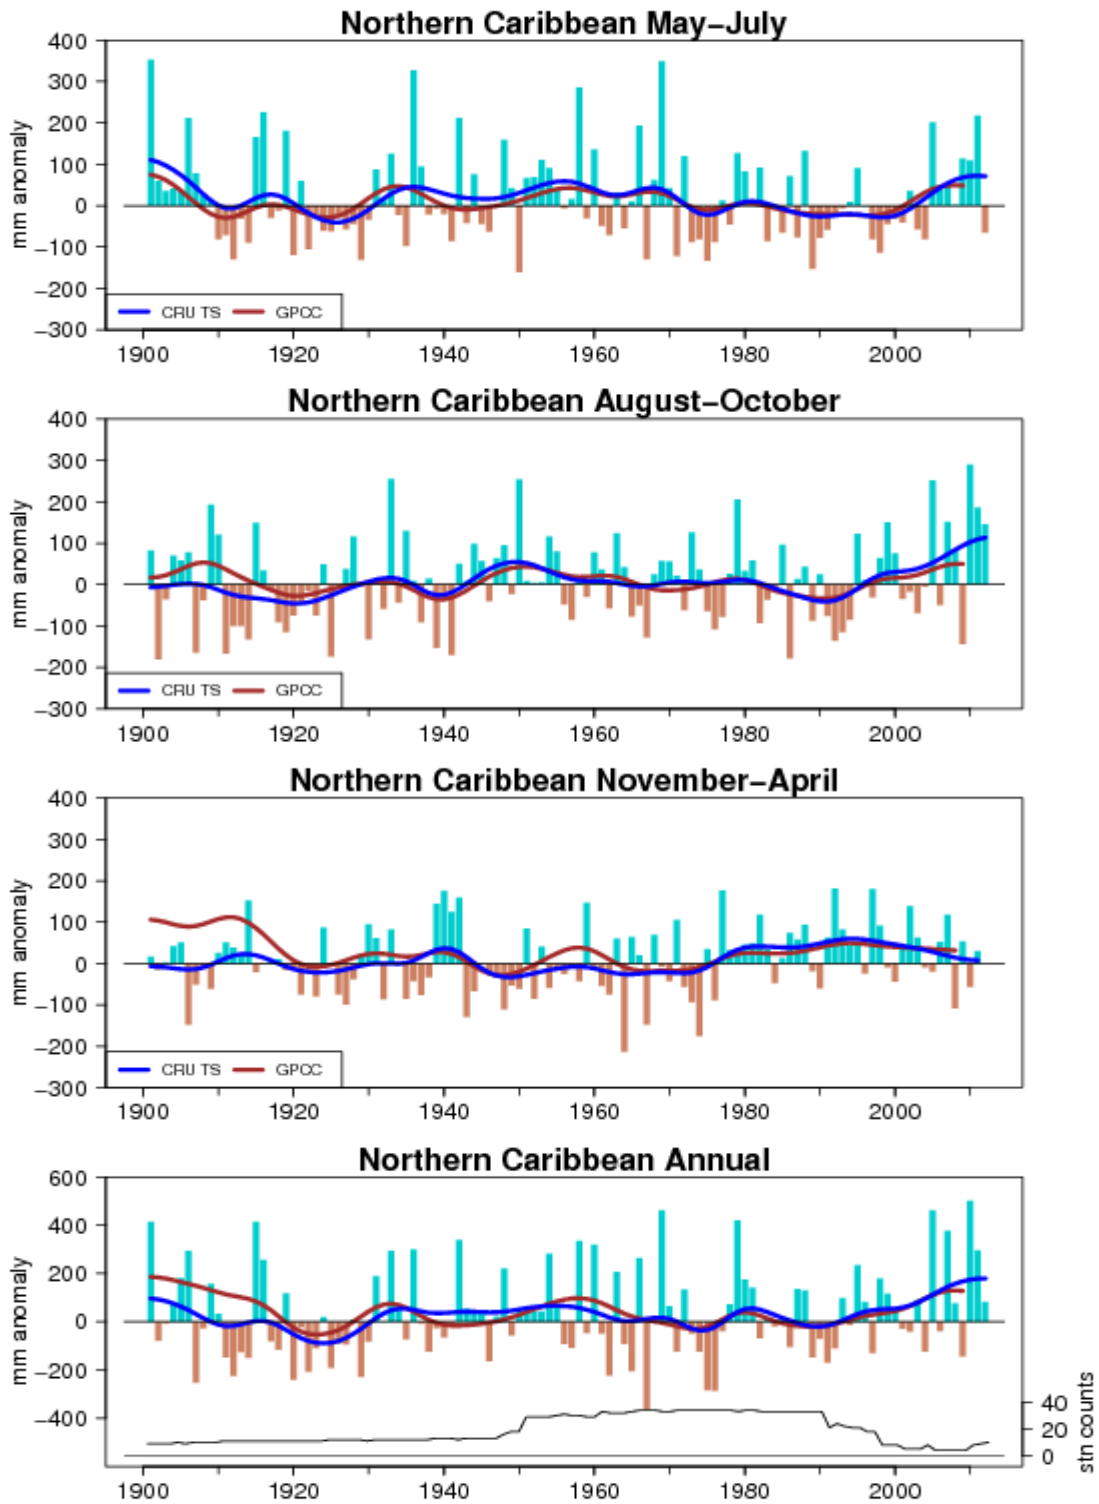 Northern Caribbean May–July
400
300
200
100
0
−100
−200
−300
mm anomaly
CRU TS GPCC
1900 1920 1940 1960 1980 2000
Northern Caribbean August–October
400
300
200
100
0
−100
−200
−300
mm anomaly
CRU TS GPCC
1900 1920 1940 1960 1980 2000
Northern Caribbean November–April
400
300
200
100
0
−100
−200
−300
mm anomaly
CRU TS GPCC
1900 1920 1940 1960 1980 2000
Northern Caribbean Annual
600
400
200
0
−200
−400
mm anomaly
40
20
0
stn counts
1900 1920 1940 1960 1980 2000